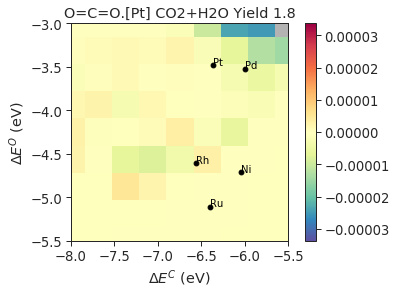 O=C=O.[Pt] CO2+H2O Yield 1.8
−3.0
−3.5
−4.0
−4.5
−5.0
−5.5
ΔE^O (eV)
Pt
Pd
Rh
Ni
Ru
−8.0 −7.5 −7.0 −6.5 −6.0 −5.5
ΔE^C (eV)
0.00003
0.00002
0.00001
0.00000
−0.00001
−0.00002
−0.00003